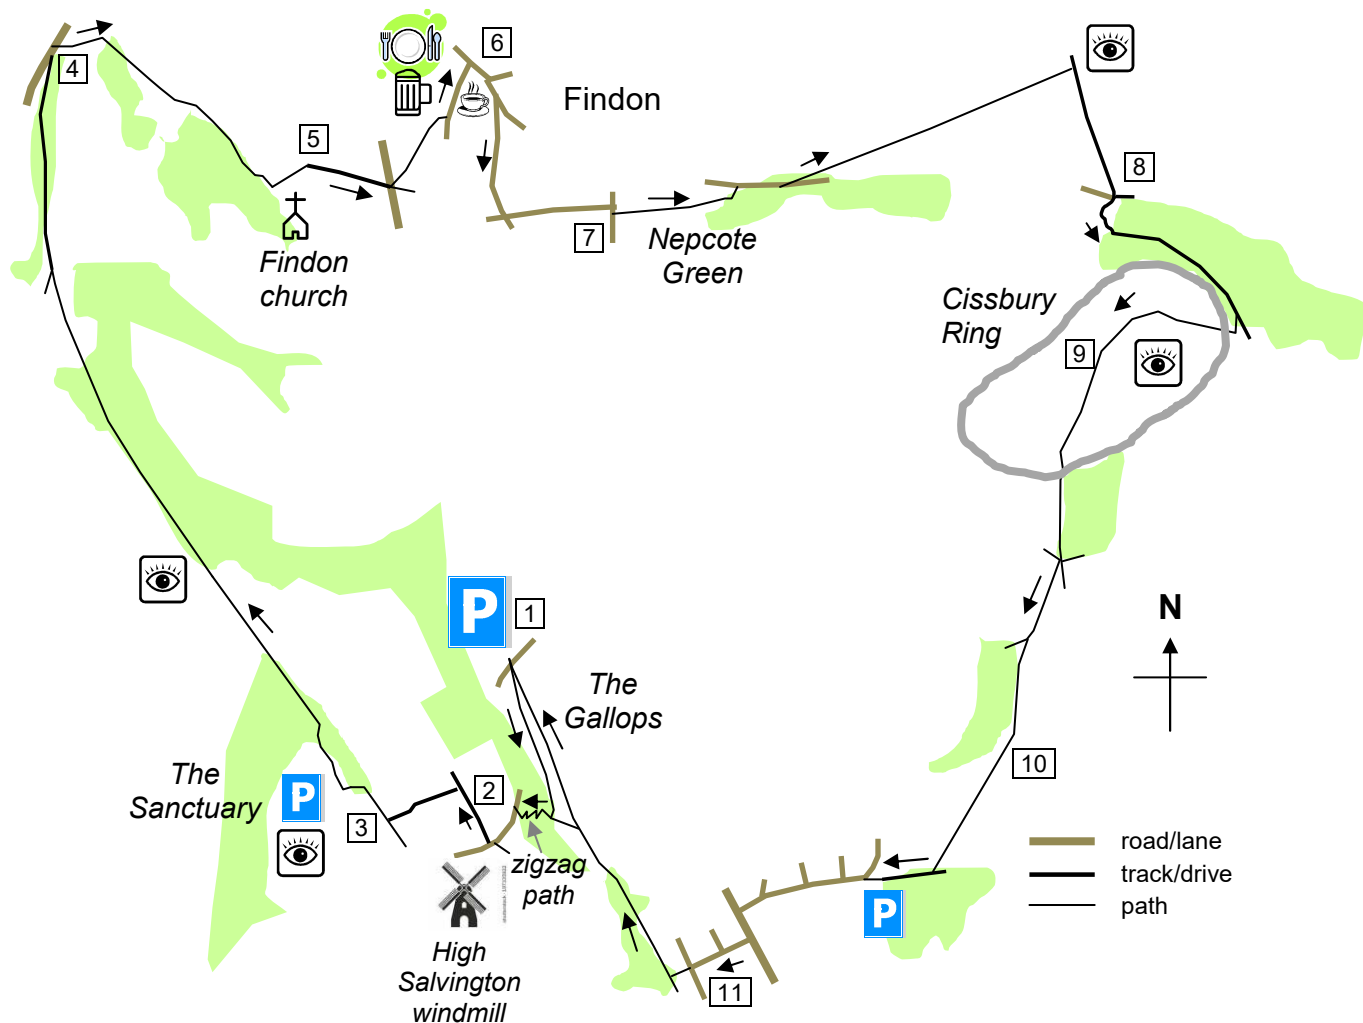 4
6
Findon
5
8
7
Nepcote
Green
Findon
church
Cissbury
Ring
9
P
1
N
The
Gallops
10
The
Sanctuary
P
2
3
zigzag
path
road/lane
track/drive
path
P
High
Salvington
windmill
11